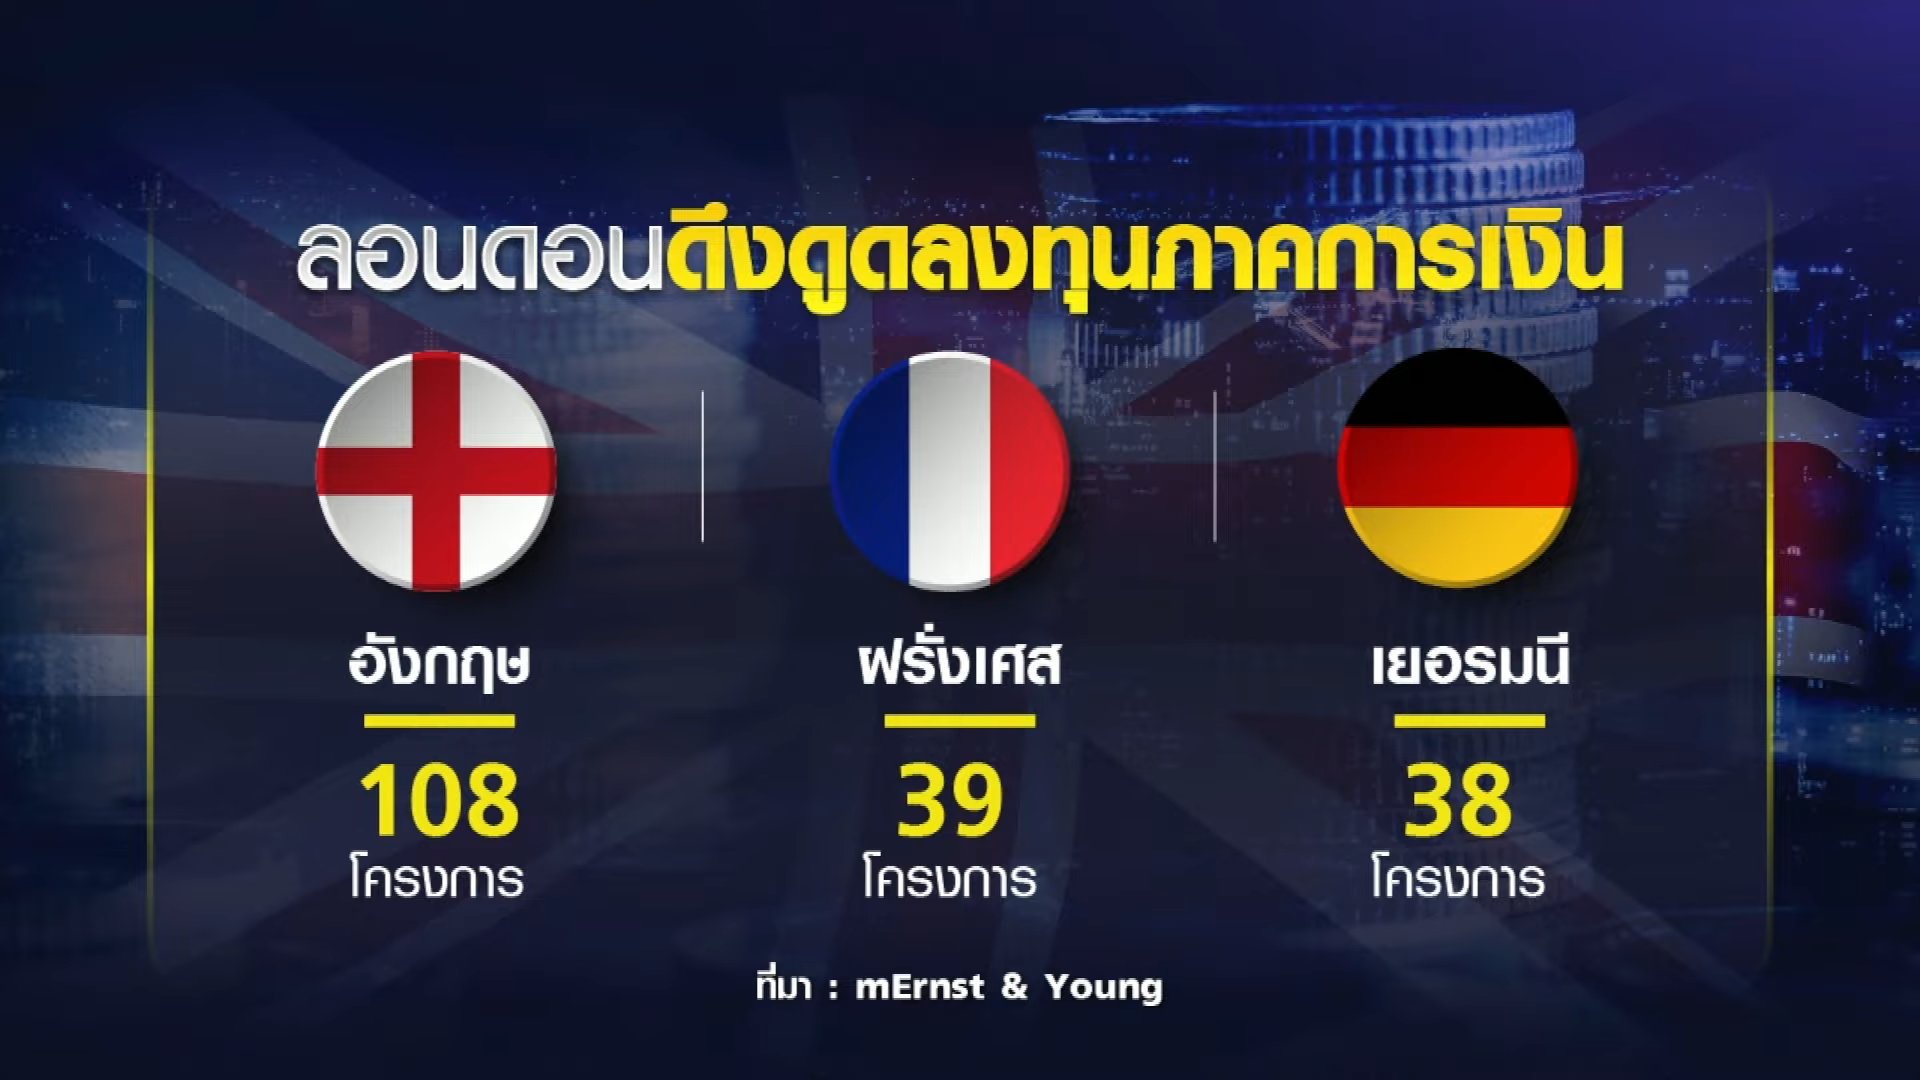 ลอนดอนดึงดูดลงทุนภาคการเงิน
อังกฤษ
108
โครงการ
ฝรั่งเศส
39
โครงการ
เยอรมนี
38
โครงการ
ที่มา : mErnst & Young